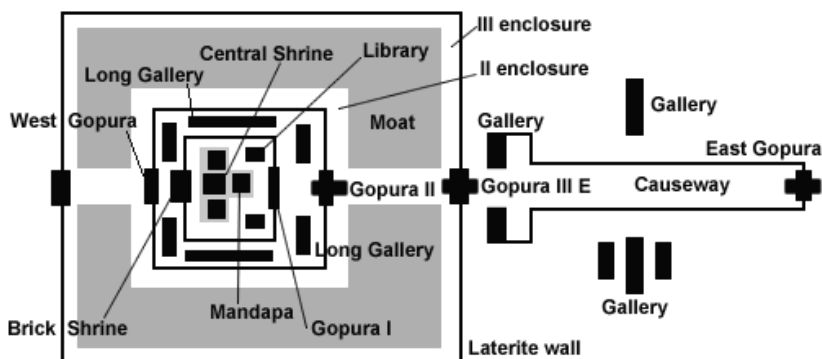 III enclosure
Central Shrine
Library
Long Gallery
II enclosure
Gallery
West Gopura
Moat
Gallery
East Gopura
Gopura II
Gopura III E
Causeway
Long Gallery
Mandapa
Gallery
Brick Shrine
Gopura I
Laterite wall